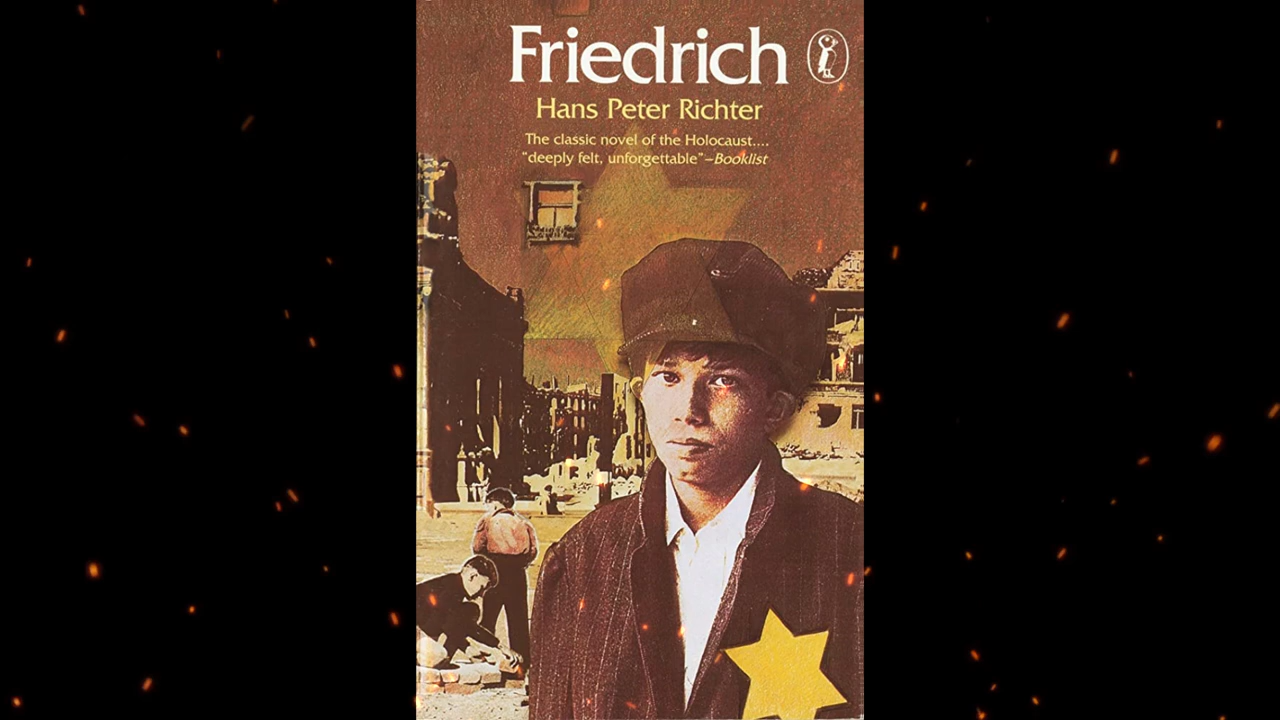 Friedrich
Hans Peter Richter
The classic novel of the Holocaust....
"deeply felt, unforgettable"–Booklist